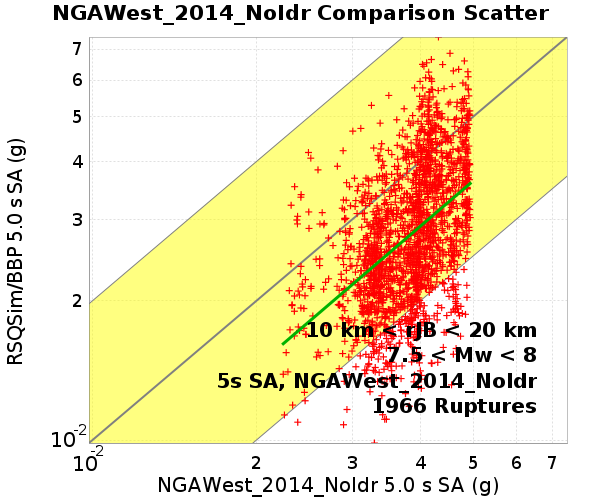 NGAWest_2014_NoIdr Comparison Scatter
RSQSim/BBP 5.0 s SA (g)
7
6
5
4
3
2
10-2
10 km < rJB < 20 km
7.5 < Mw < 8
5s SA, NGAWest_2014_NoIdr
1966 Ruptures
10-2 2 3 4 5 6 7
NGAWest_2014_NoIdr 5.0 s SA (g)